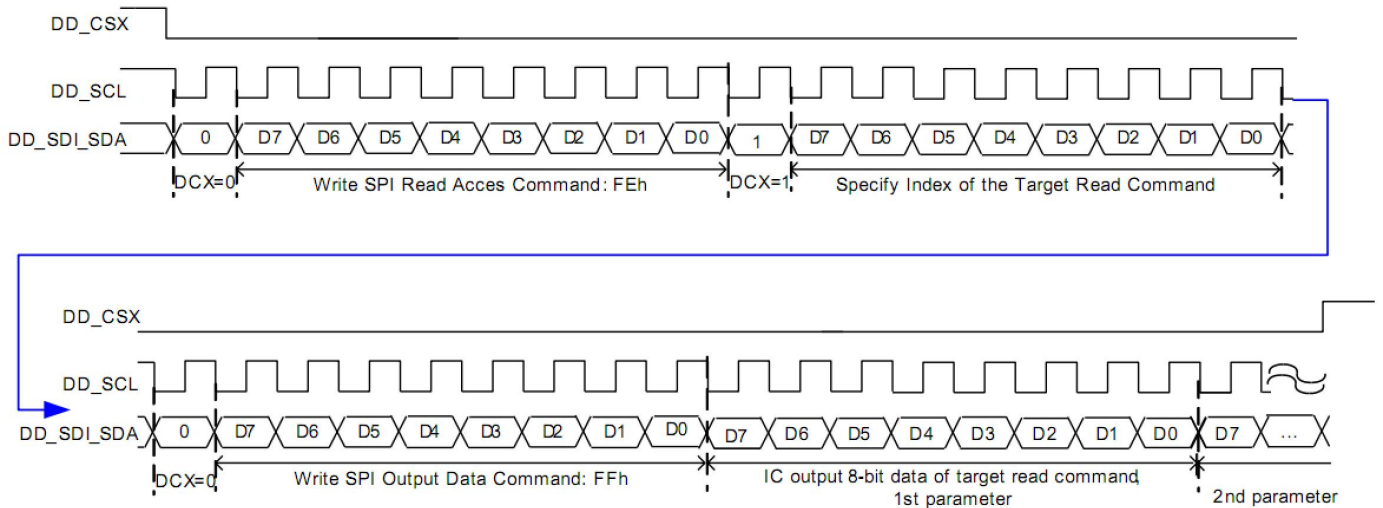 DD_CSX
DD_SCL
DD_SDI_SDA 0 D7 D6 D5 D4 D3 D2 D1 D0 1 D7 D6 D5 D4 D3 D2 D1 D0
DCX=0 Write SPI Read Acces Command: FEh DCX=1 Specify Index of the Target Read Command
DD_CSX
DD_SCL
DD_SDI_SDA 0 D7 D6 D5 D4 D3 D2 D1 D0 D7 D6 D5 D4 D3 D2 D1 D0 D7 ...
DCX=0 Write SPI Output Data Command: FFh IC output 8-bit data of target read command,
1st parameter 2nd parameter